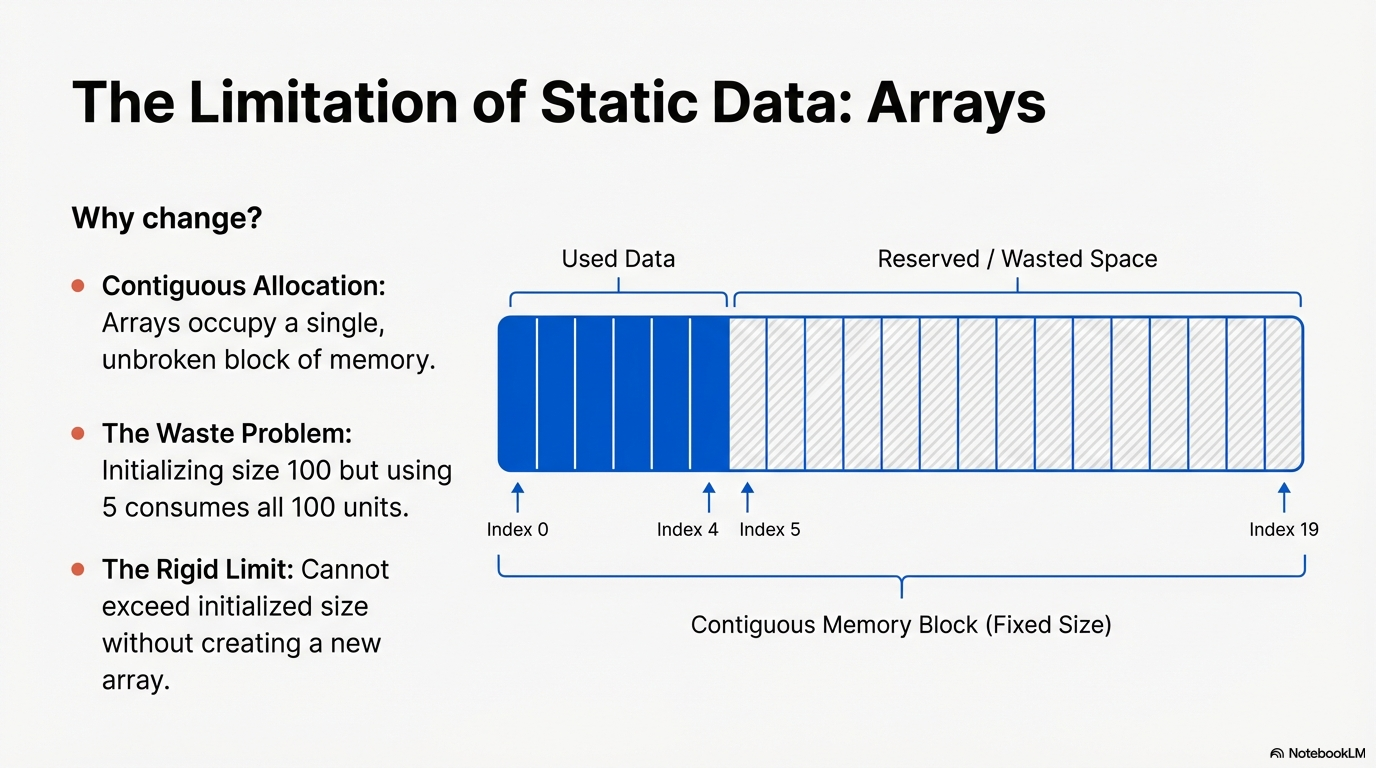 The Limitation of Static Data: Arrays
Why change?
Contiguous Allocation:
Arrays occupy a single,
unbroken block of memory.
The Waste Problem:
Initializing size 100 but using
5 consumes all 100 units.
The Rigid Limit: Cannot
exceed initialized size
without creating a new
array.
Used Data
Reserved / Wasted Space
Index 0
Index 4
Index 5
Index 19
Contiguous Memory Block (Fixed Size)
NotebookLM